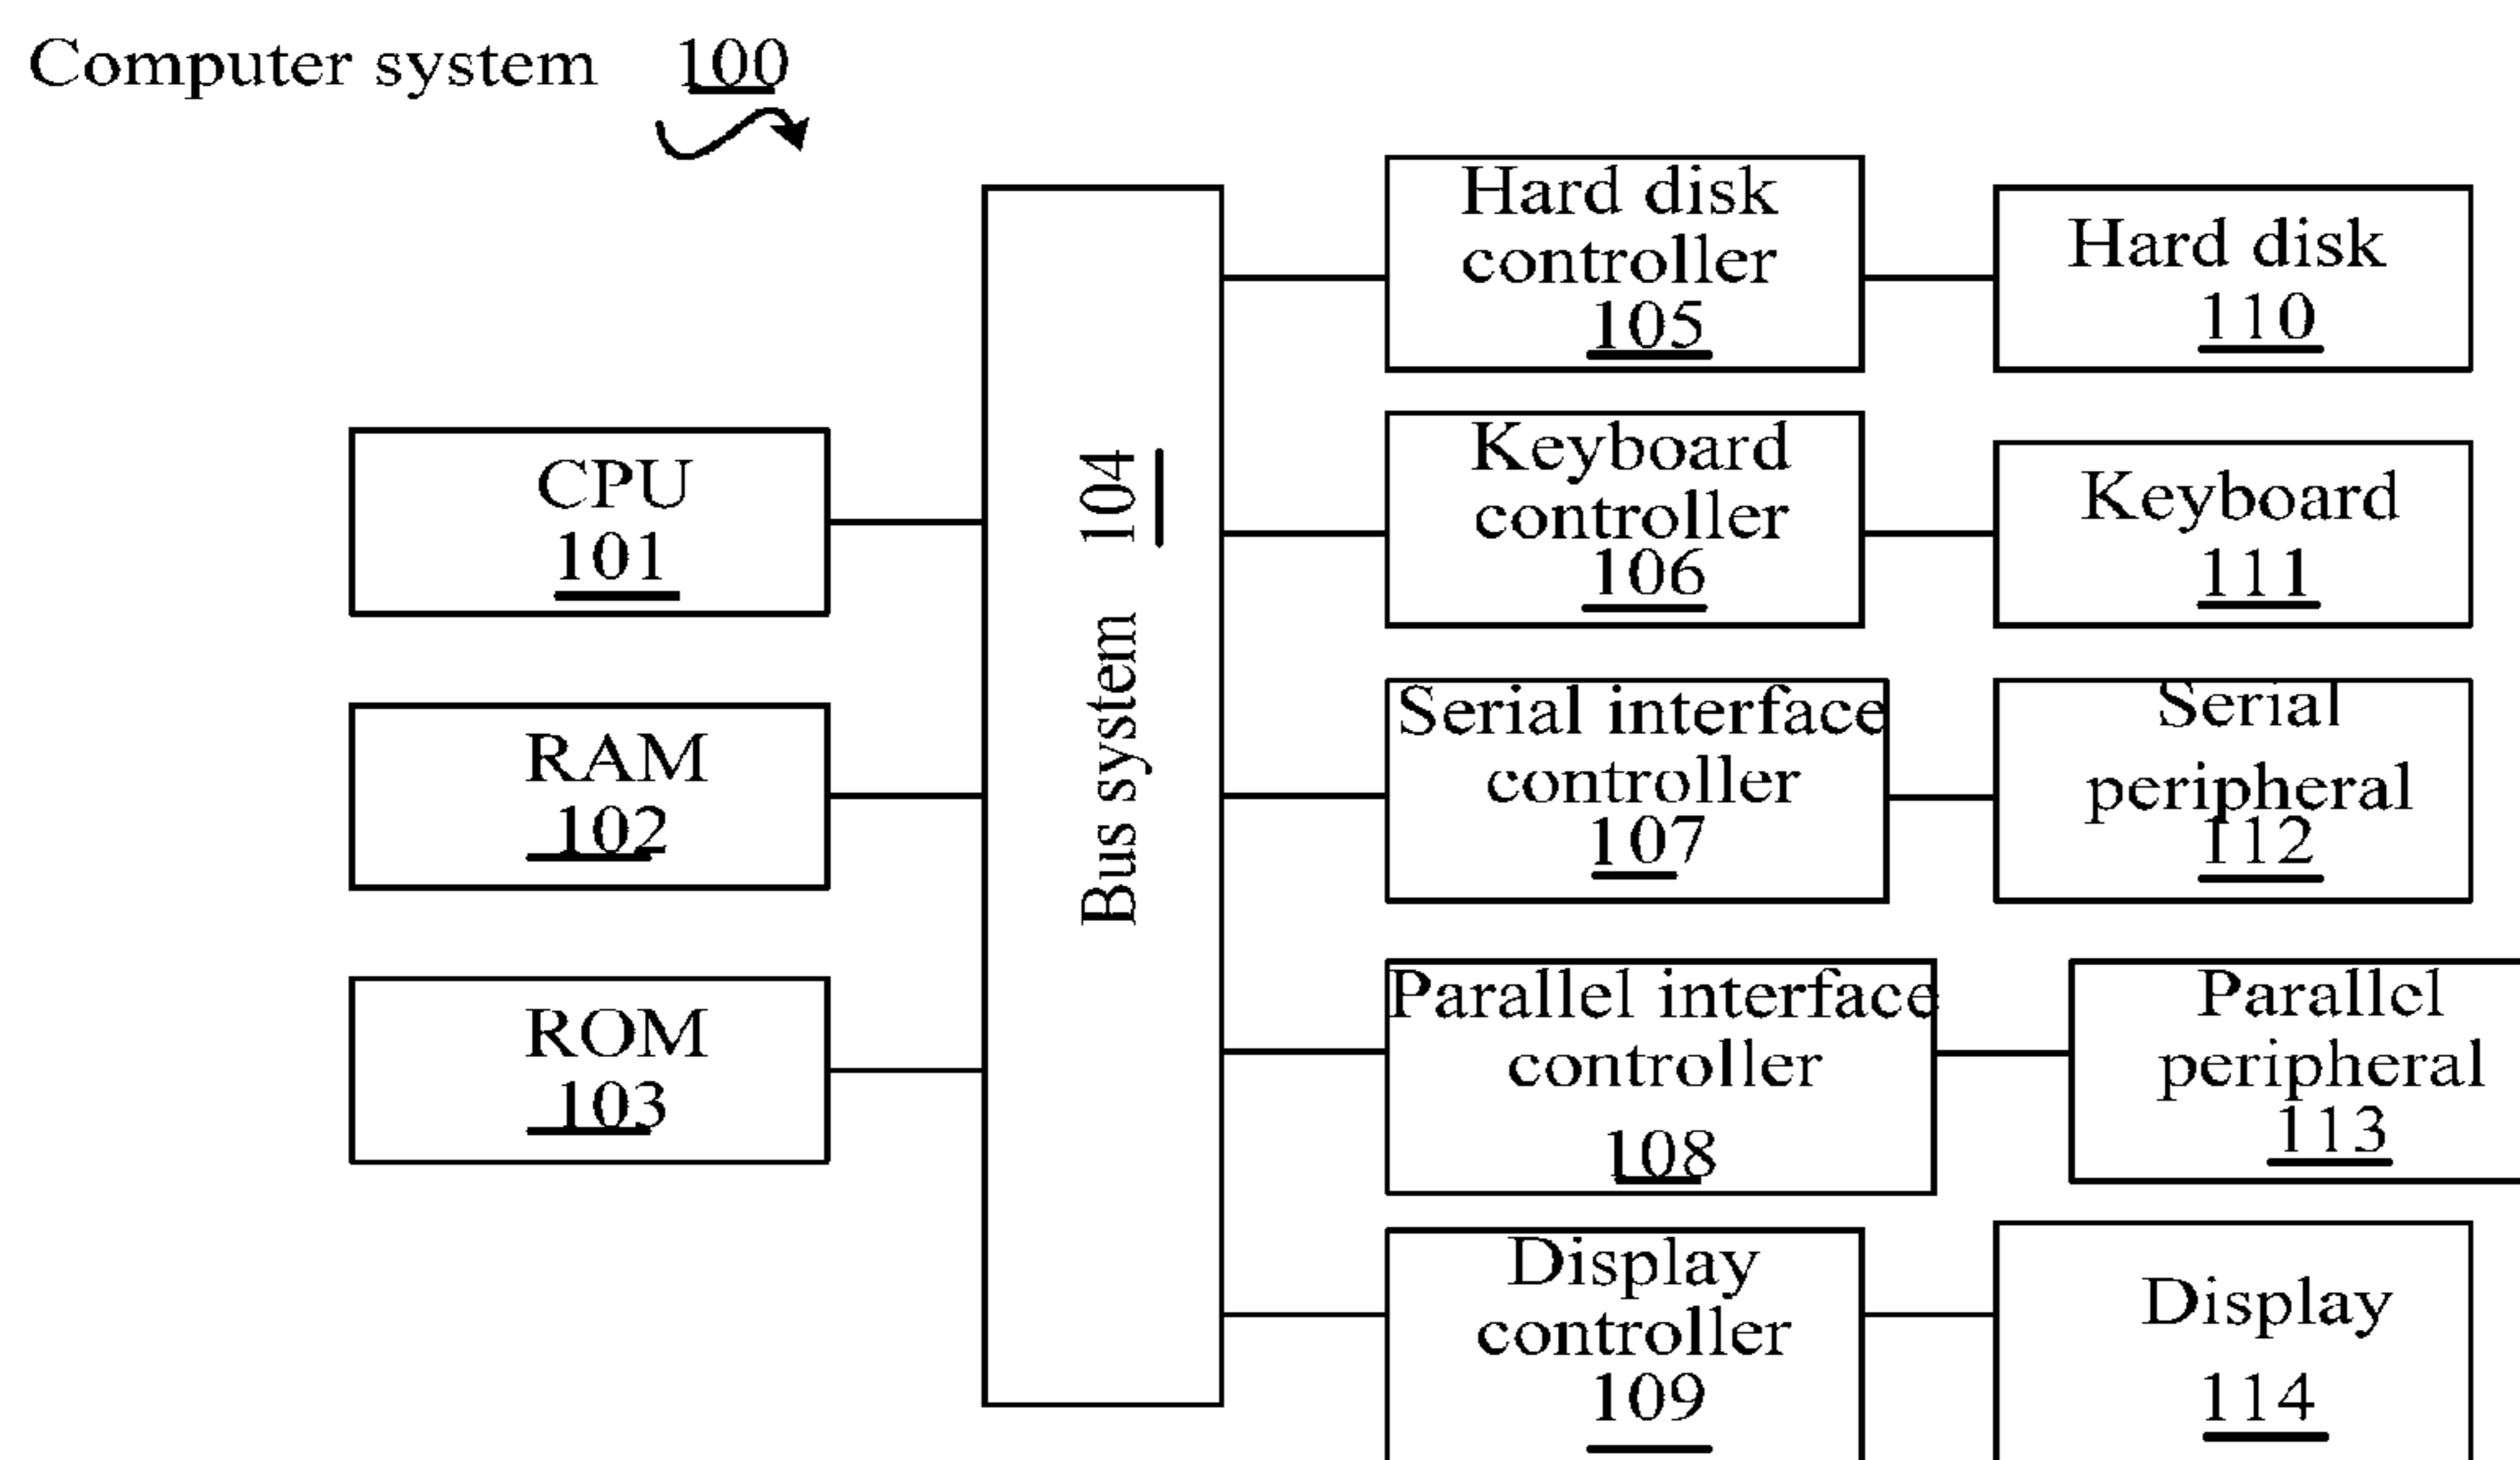 Computer system 100
CPU
101
RAM
102
ROM
103
Bus system 104
Hard disk
controller
105
Hard disk
110
Keyboard
controller
106
Keyboard
111
Serial interface
controller
107
Serial
peripheral
112
Parallel interface
controller
108
Parallel
peripheral
113
Display
controller
109
Display
114